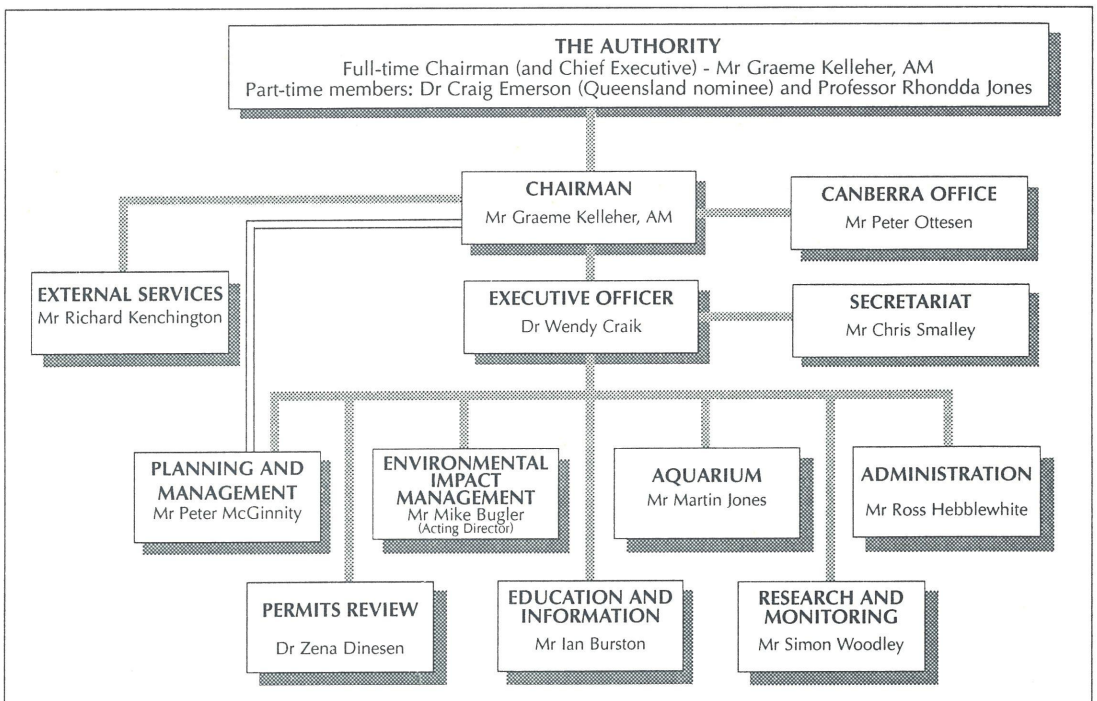 THE AUTHORITY
Full-time Chairman (and Chief Executive) - Mr Graeme Kelleher, AM
Part-time members: Dr Craig Emerson (Queensland nominee) and Professor Rhondda Jones
CHAIRMAN
Mr Graeme Kelleher, AM
CANBERRA OFFICE
Mr Peter Ottesen
EXTERNAL SERVICES
Mr Richard Kenchington
EXECUTIVE OFFICER
Dr Wendy Craik
SECRETARIAT
Mr Chris Smalley
PLANNING AND
MANAGEMENT
Mr Peter McGinnity
ENVIRONMENTAL
IMPACT
MANAGEMENT
Mr Mike Bugler
(Acting Director)
AQUARIUM
Mr Martin Jones
ADMINISTRATION
Mr Ross Hebblewhite
PERMITS REVIEW
Dr Zena Dinesen
EDUCATION AND
INFORMATION
Mr Ian Burston
RESEARCH AND
MONITORING
Mr Simon Woodley